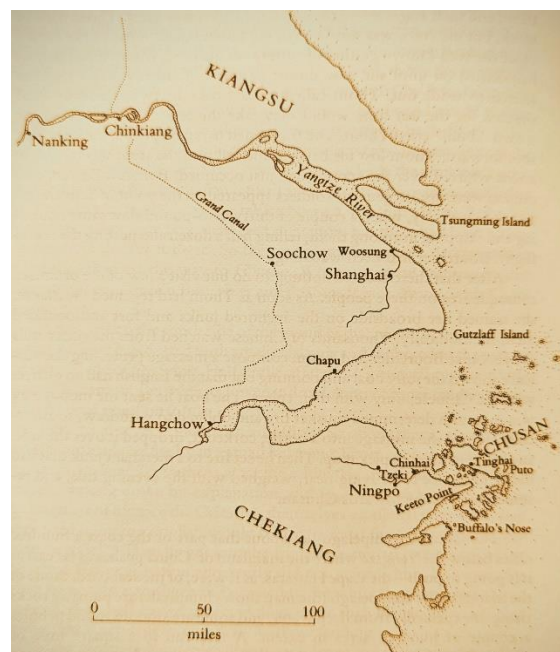 KIANGSU
Chinkiang
Nanking
Yangtze River
Grand Canal
Tsungming Island
Soochow
Woosung
Shanghai
Gutzlaff Island
Chapu
Hangchow
CHUSAN
Chinhai
Tinghai
Puto
Tzeki
Ningpo
Keeto Point
CHEKIANG
Buffalo's Nose
0 50 100
miles